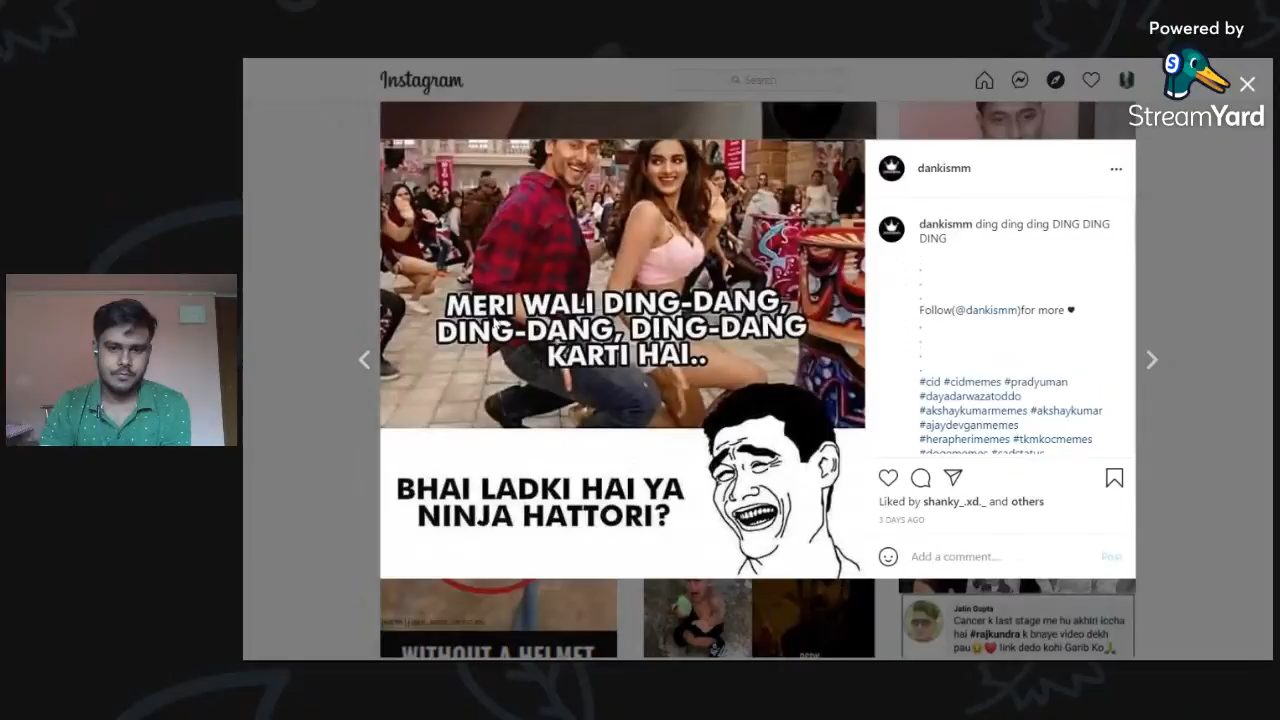 Powered by
StreamYard
Instagram
Search
MERI WALI DING-DANG,
DING-DANG, DING-DANG
KARTI HAI..
BHAI LADKI HAI YA
NINJA HATTORI?
dankismm
dankismm ding ding ding DING DING
DING
.
.
.
.
Follow(@dankismm)for more
.
.
.
.
#cid #cidmemes #pradyuman
#dayadarwazatoddo
#akshaykumarmemes #akshaykumar
#ajaydevganmemes
#herapherimemes #tkmkocmemes
#dogememes #sadstatus
Liked by shanky_.xd._ and others
3 DAYS AGO
Add a comment...
Post
WITHOUT A HELMET
Jatin Gupta
Cancer k last stage me hu akhiri iccha
hai #rajkundra k bnaye video dekh
pau link dedo kohi Garib Ko